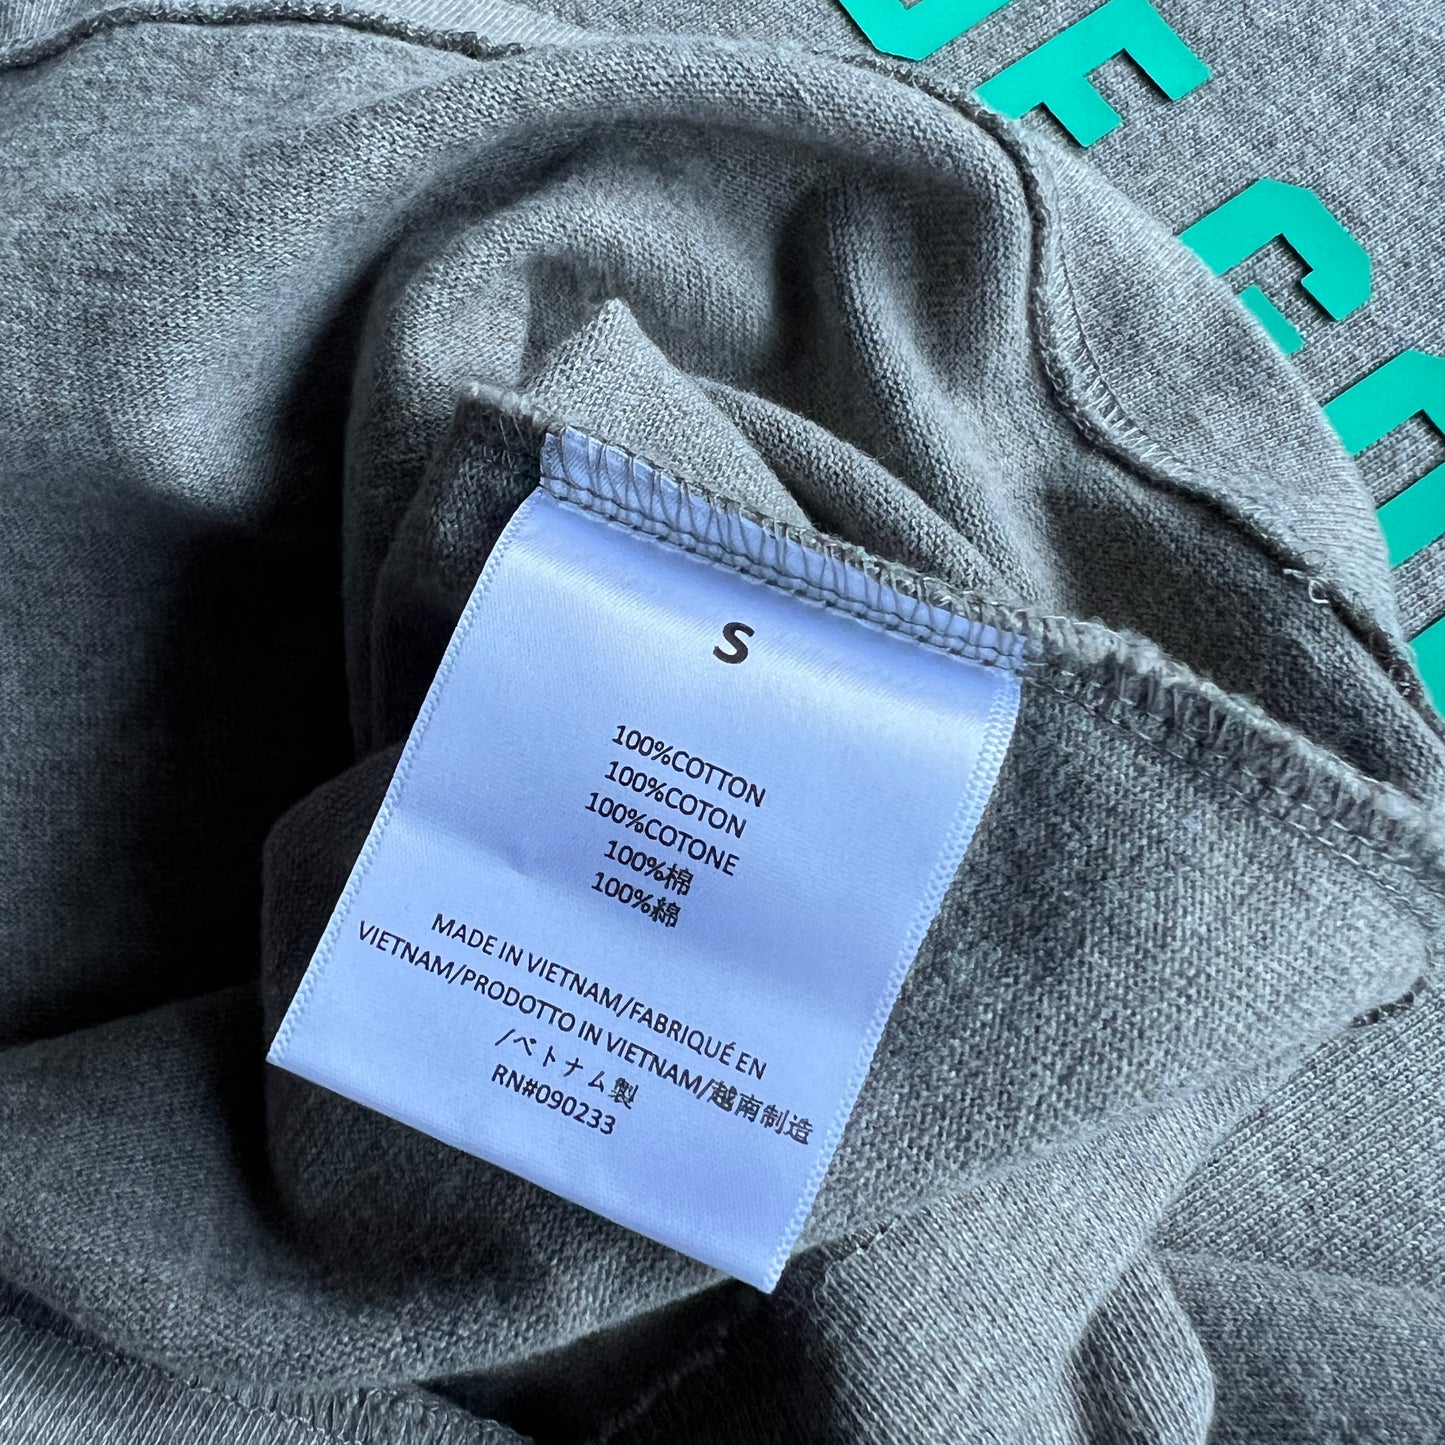 S
100%COTTON
100%COTON
100%COTONE
100%棉
100%綿
MADE IN VIETNAM/FABRIQUÉ EN
VIETNAM/PRODOTTO IN VIETNAM/越南制造
/ベトナム製
RN#090233